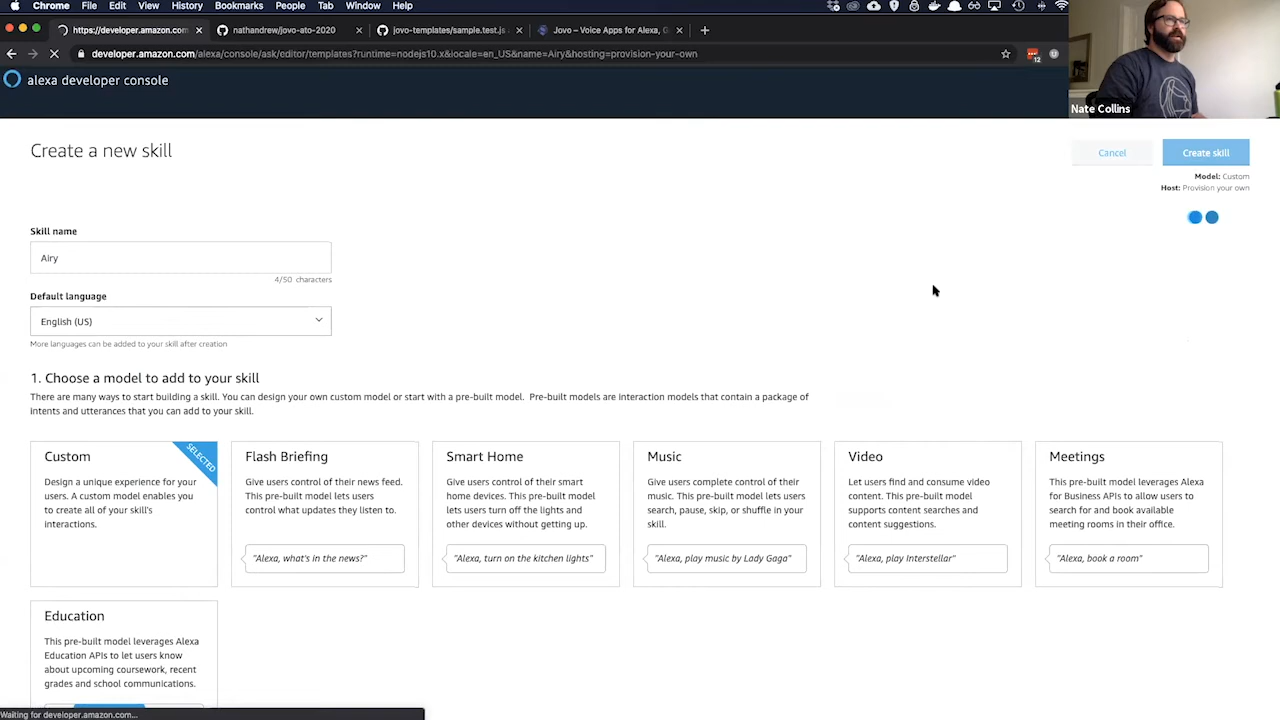 Chrome File Edit View History Bookmarks People Tab Window Help
https://developer.amazon.com/
nathandrew/jovo-ato-2020
jovo-templates/sample.test.js
Jovo – Voice Apps for Alexa, G
developer.amazon.com/alexa/console/ask/editor/templates?runtime=nodejs10.x&locale=en_US&name=Airy&hosting=provision-your-own
12
alexa developer console
Nate Collins
Create a new skill
Cancel
Create skill
Model: Custom
Host: Provision your own
Skill name
Airy
4/50 characters
Default language
English (US)
More languages can be added to your skill after creation
1. Choose a model to add to your skill
There are many ways to start building a skill. You can design your own custom model or start with a pre-built model. Pre-built models are interaction models that contain a package of
intents and utterances that you can add to your skill.
Custom
SELECTED
Design a unique experience for your
users. A custom model enables you
to create all of your skill's
interactions.
Flash Briefing
Give users control of their news feed.
This pre-built model lets users
control what updates they listen to.
"Alexa, what's in the news?"
Smart Home
Give users control of their smart
home devices. This pre-built model
lets users turn off the lights and
other devices without getting up.
"Alexa, turn on the kitchen lights"
Music
Give users complete control of their
music. This pre-built model lets users
search, pause, skip, or shuffle in your
skill.
"Alexa, play music by Lady Gaga"
Video
Let users find and consume video
content. This pre-built model
supports content searches and
content suggestions.
"Alexa, play Interstellar"
Meetings
This pre-built model leverages Alexa
for Business APIs to allow users to
search for and book available
meeting rooms in their office.
"Alexa, book a room"
Education
This pre-built model leverages Alexa
Education APIs to let users know
about upcoming coursework, recent
grades and school communications.
Waiting for developer.amazon.com...